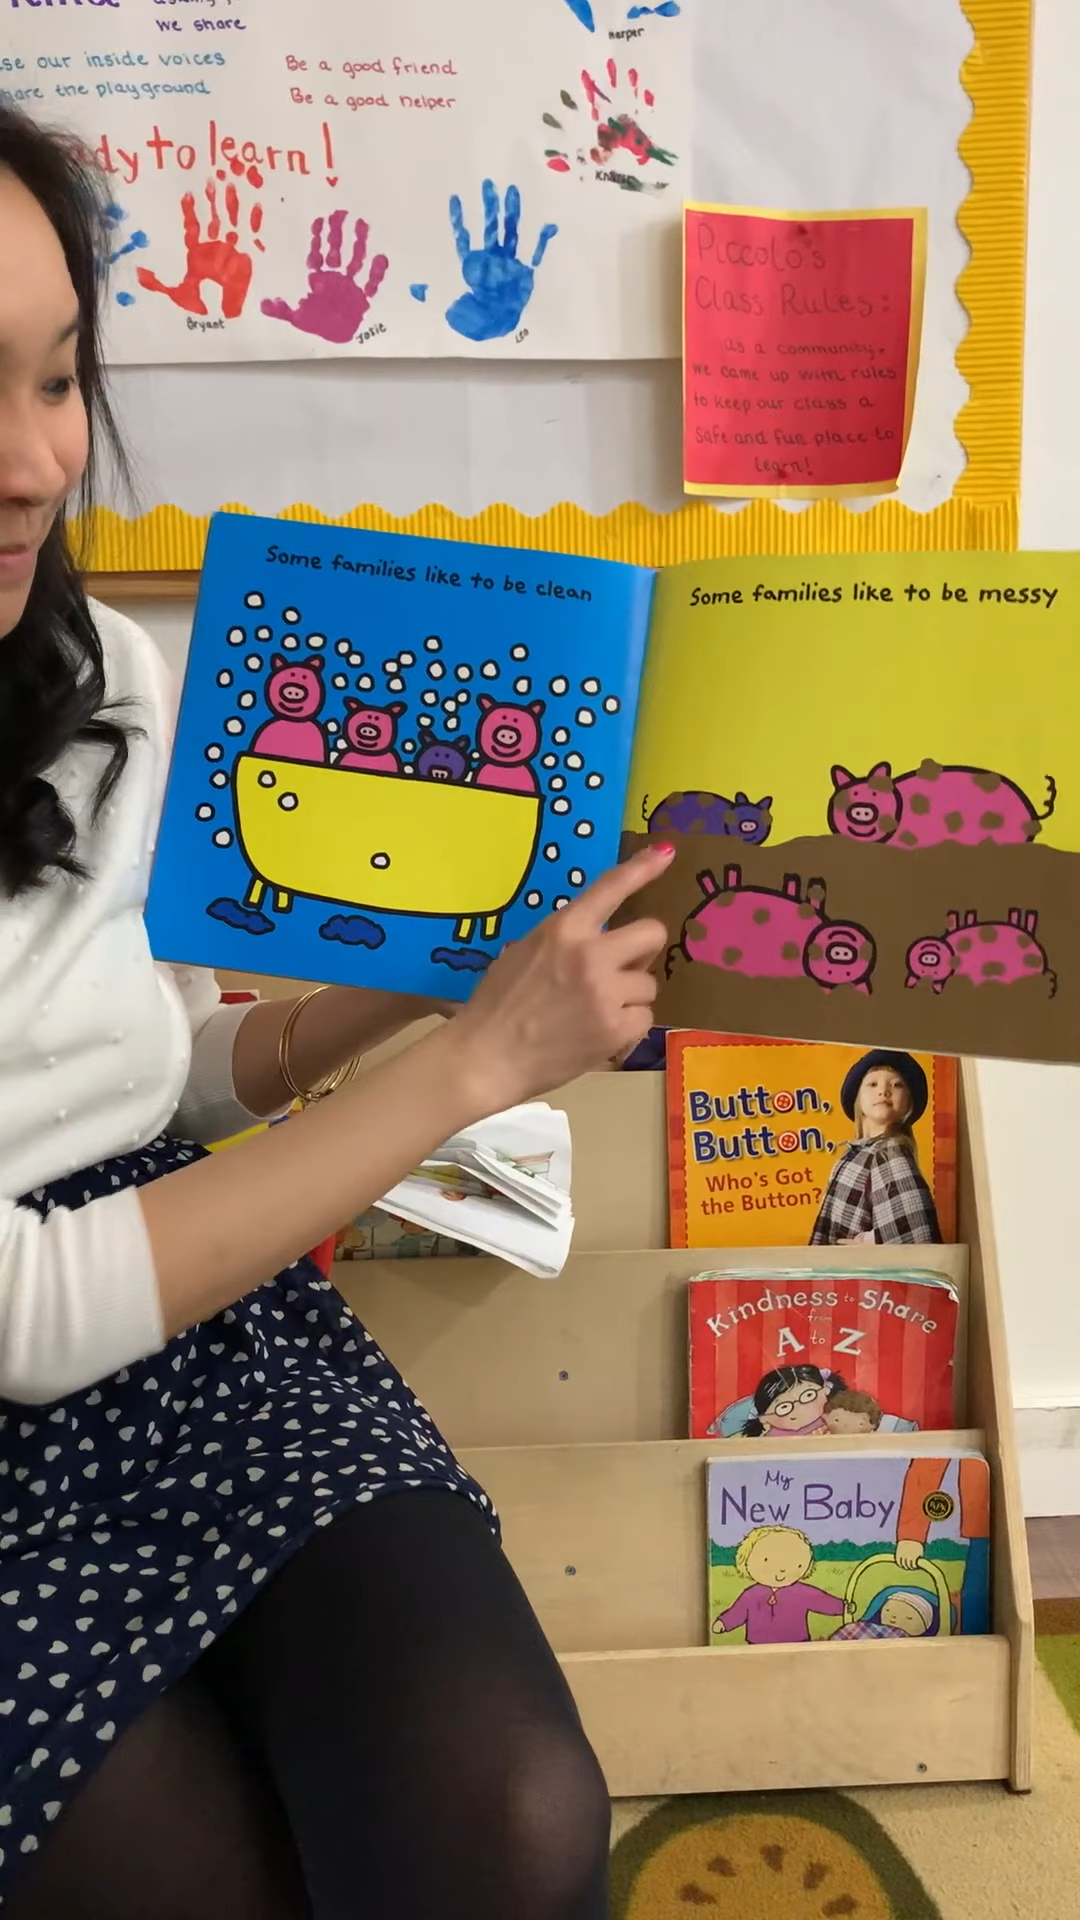 we share
se our inside voices
hare the playground
Be a good friend
Be a good helper
dy to learn!
Harper
Bryant
Josie
Leo
Piccolo's
Class Rules:
as a community,
we came up with rules
to keep our class a
safe and fun place to
learn!
Some families like to be clean
Some families like to be messy
Button,
Button,
Who's Got
the Button?
Kindness to Share
from
A to Z
My
New Baby